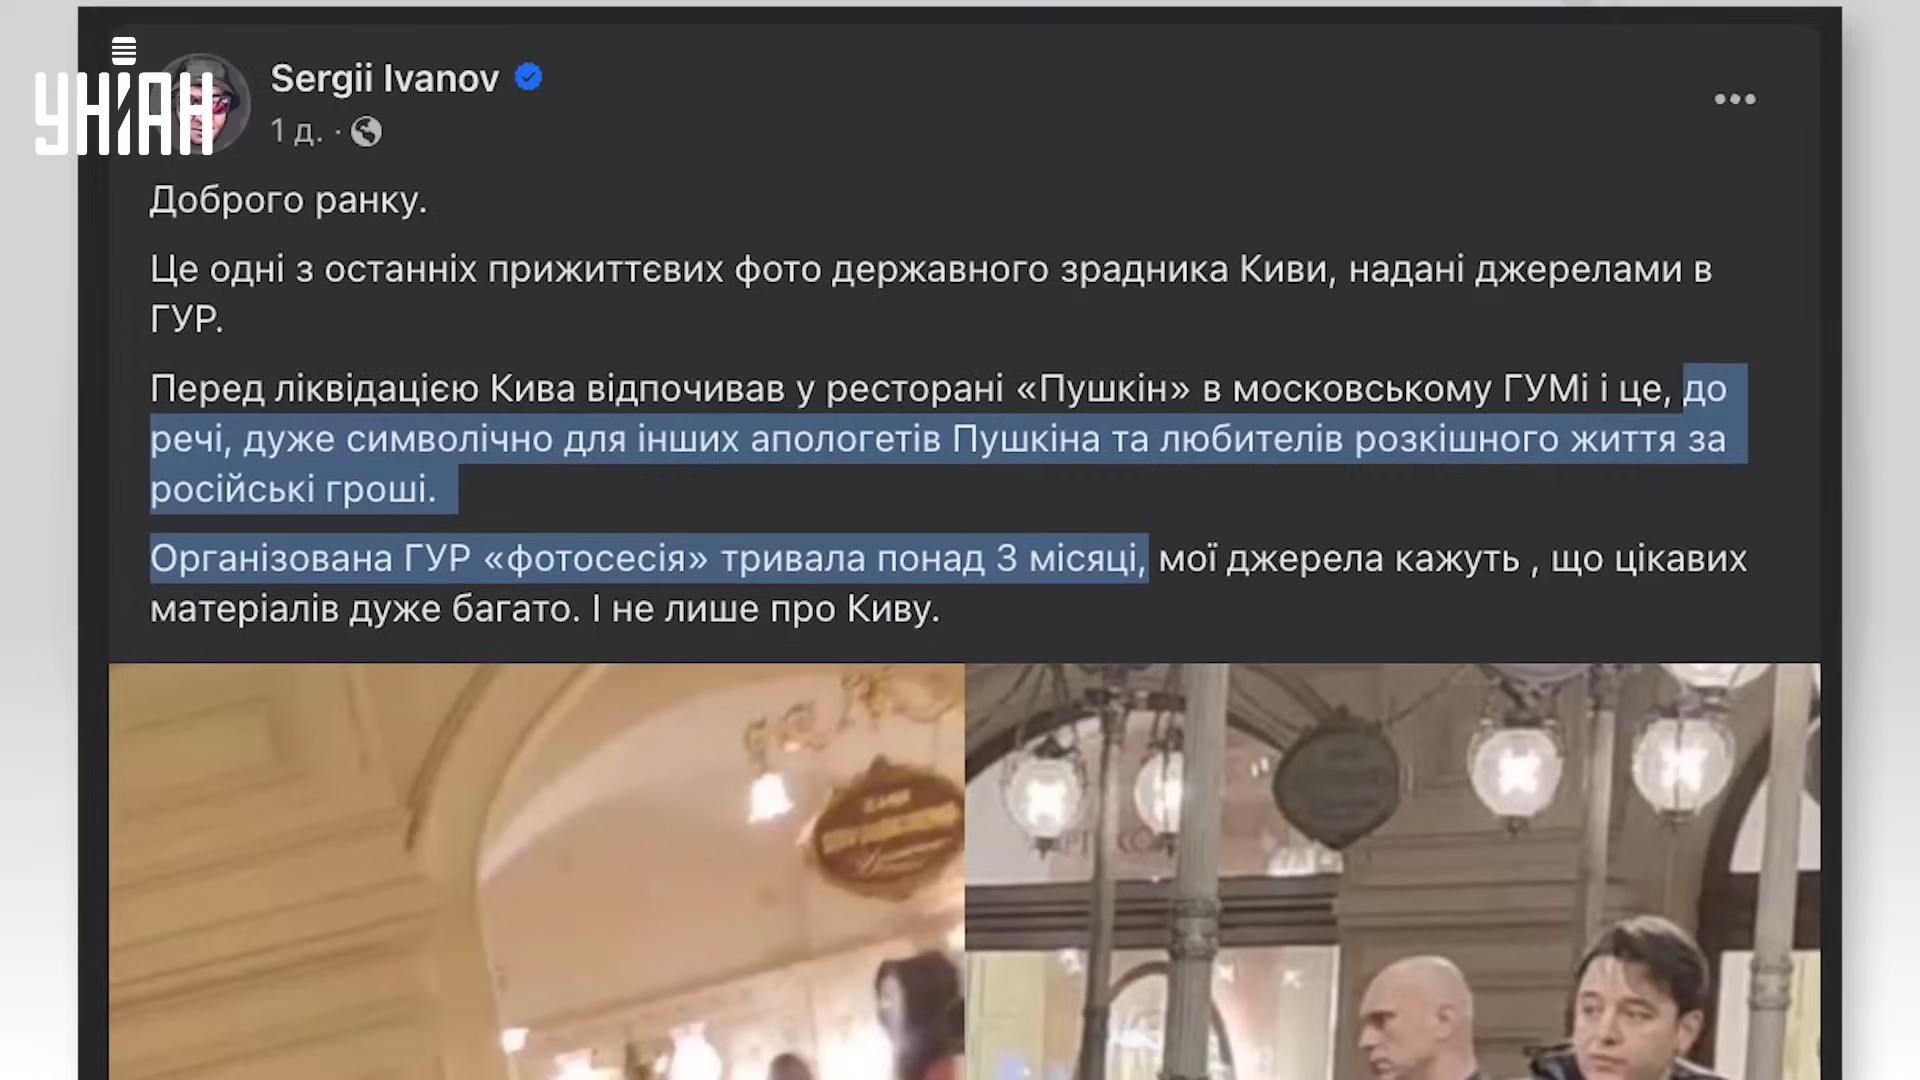 УНІАН
Sergii Ivanov
1 д. ·
Доброго ранку.
Це одні з останніх прижиттєвих фото державного зрадника Киви, надані джерелами в
ГУР.
Перед ліквідацією Кива відпочивав у ресторані «Пушкін» в московському ГУМі і це, до
речі, дуже символічно для інших апологетів Пушкіна та любителів розкішного життя за
російські гроші.
Організована ГУР «фотосесія» тривала понад 3 місяці, мої джерела кажуть , що цікавих
матеріалів дуже багато. І не лише про Киву.